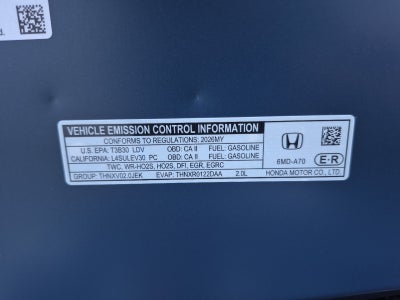 VEHICLE EMISSION CONTROL INFORMATION
CONFORMS TO REGULATIONS: 2026MY
U.S. EPA: T3B30 LDV OBD: CA II FUEL: GASOLINE
CALIFORNIA: L4SULEV30 PC OBD: CA II FUEL: GASOLINE
TWC, WR-HO2S, HO2S, DFI, EGR, EGRC
GROUP: THNXV02.0JEK EVAP: THNXR0122DAA 2.0L
6MD-A70
E·R
HONDA MOTOR CO., LTD.